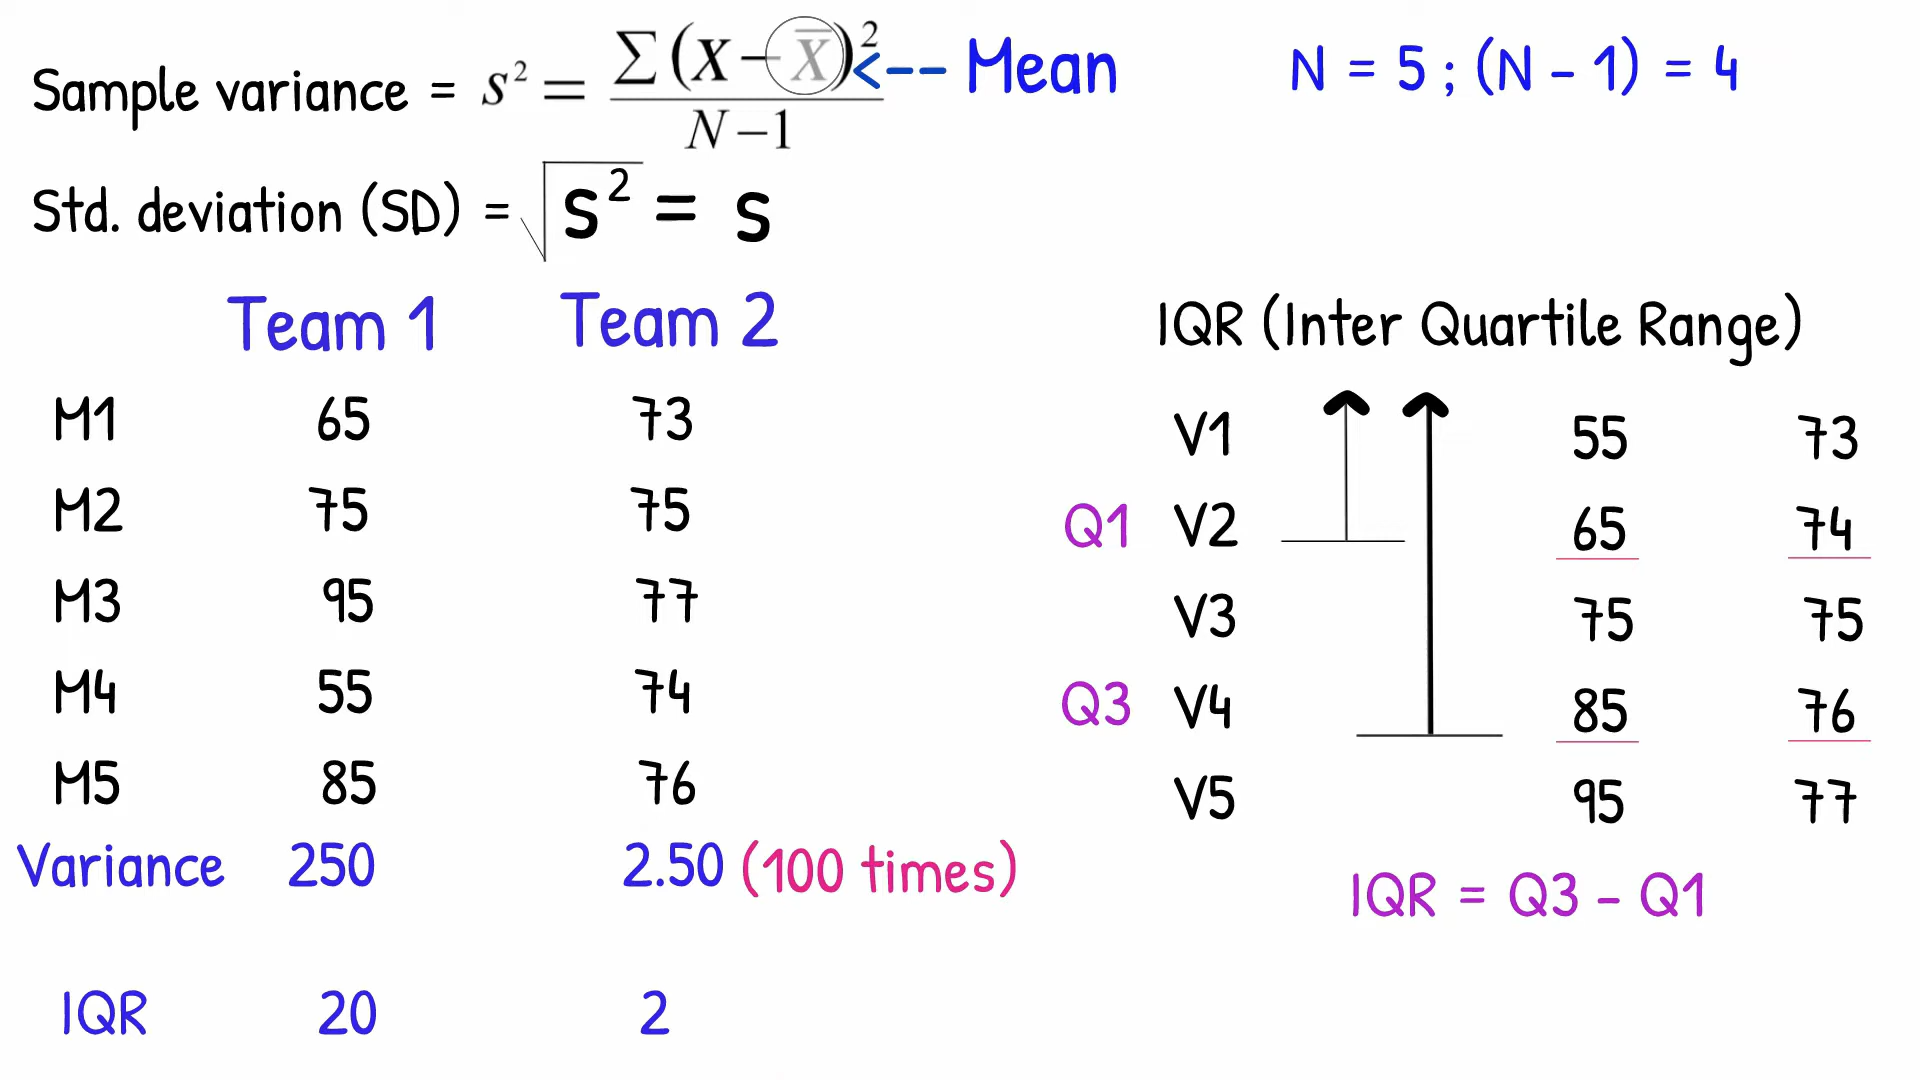 Sample variance = s² = ∑(X − X̄)² / N − 1 <-- Mean
N = 5 ; (N - 1) = 4
Std. deviation (SD) = √s² = s
Team 1 Team 2
M1 65 73
M2 75 75
M3 95 77
M4 55 74
M5 85 76
Variance 250 2.50 (100 times)
IQR 20 2
IQR (Inter Quartile Range)
V1 55 73
Q1 V2 65 74
V3 75 75
Q3 V4 85 76
V5 95 77
IQR = Q3 - Q1